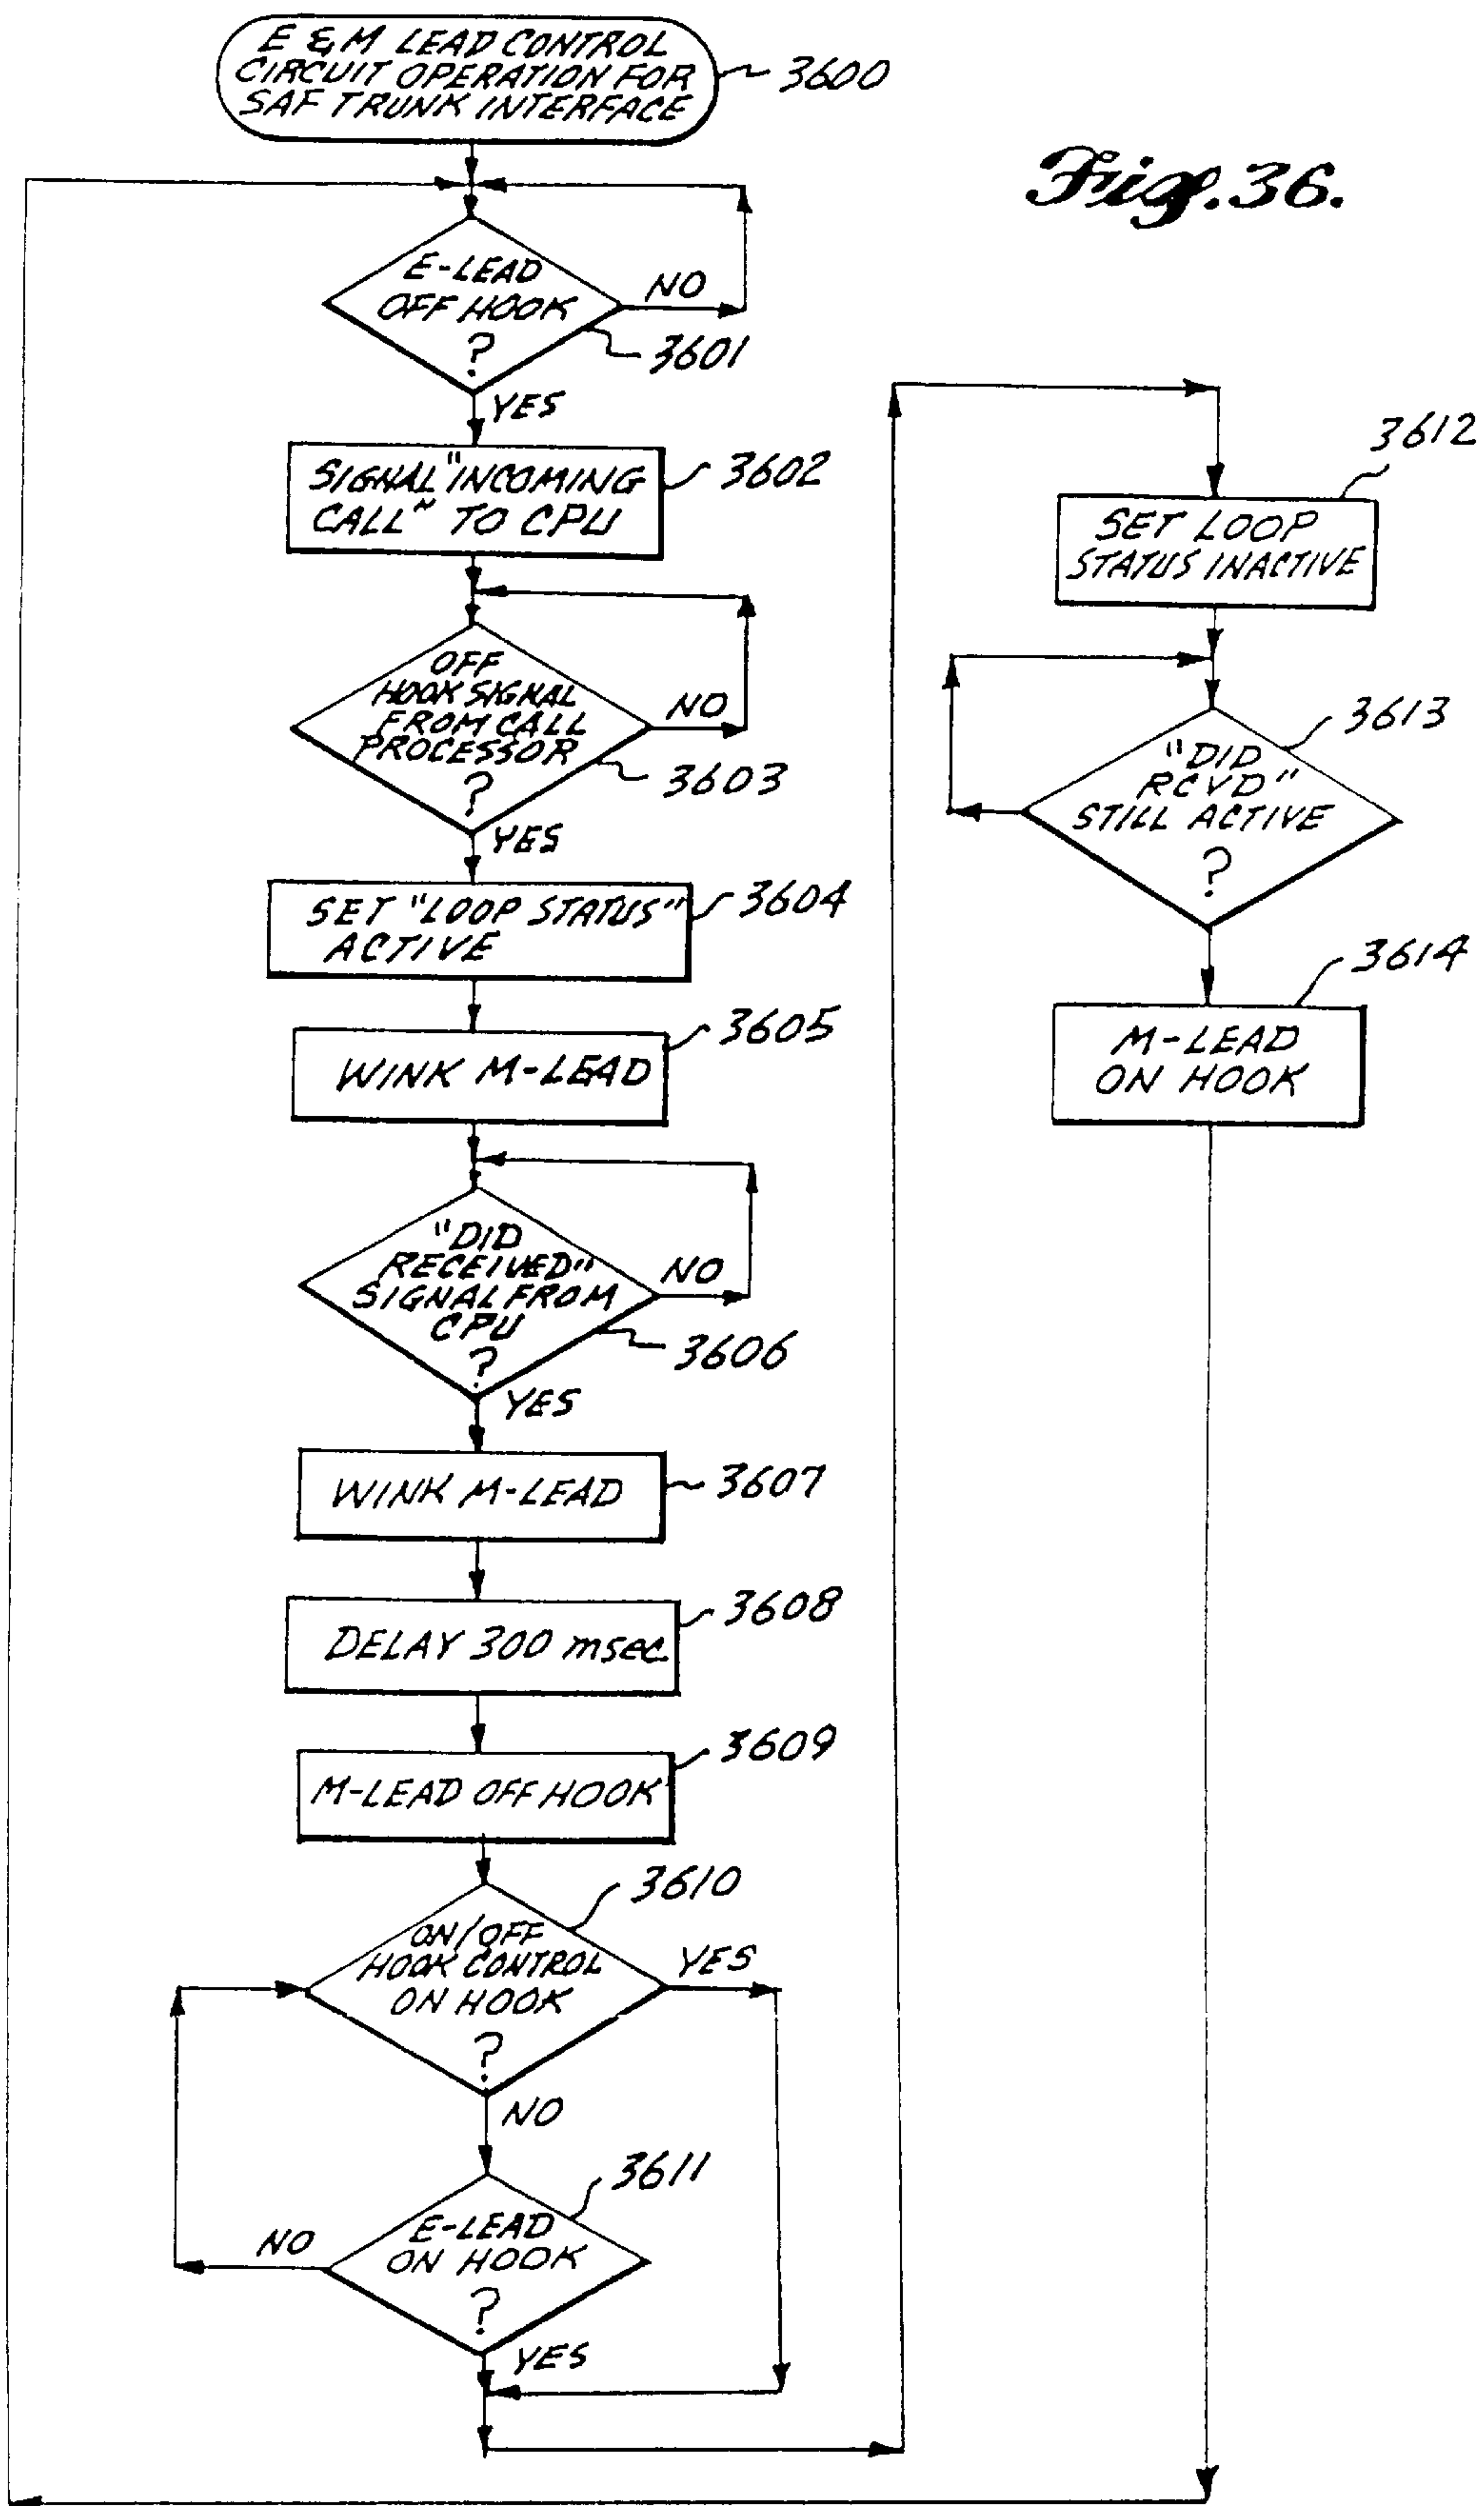 E & M LEAD CONTROL
CIRCUIT OPERATION FOR
SAF TRUNK INTERFACE
3600
Fig. 36.
E-LEAD
OFF HOOK
?
NO
3601
YES
SIGNAL "INCOMING
CALL" TO CPU
3602
OFF
HOOK SIGNAL
FROM CALL
PROCESSOR
?
NO
3603
YES
SET "LOOP STATUS"
ACTIVE
3604
WINK M-LEAD
3605
"DID
RECEIVED"
SIGNAL FROM
CPU
?
NO
3606
YES
WINK M-LEAD
3607
DELAY 300 msec
3608
M-LEAD OFF HOOK
3609
ON/OFF
HOOK CONTROL
ON HOOK
?
3610
YES
NO
E-LEAD
ON HOOK
?
3611
NO
YES
SET LOOP
STATUS INACTIVE
3612
"DID
RCVD"
STILL ACTIVE
?
3613
M-LEAD
ON HOOK
3614